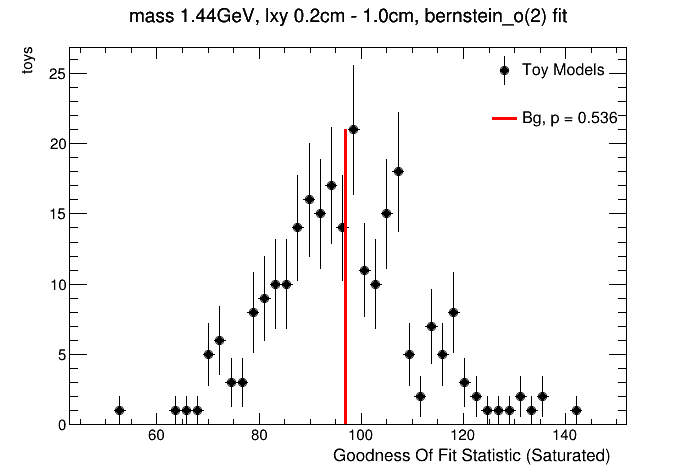 mass 1.44GeV, lxy 0.2cm - 1.0cm, bernstein_o(2) fit
toys
25
20
15
10
5
0
Toy Models
Bg, p = 0.536
60
80
100
120
140
Goodness Of Fit Statistic (Saturated)